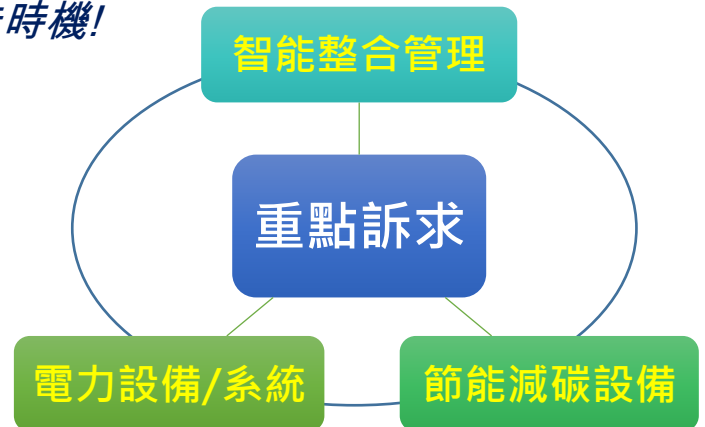 時機!
智能整合管理
重點訴求
電力設備/系統
節能減碳設備